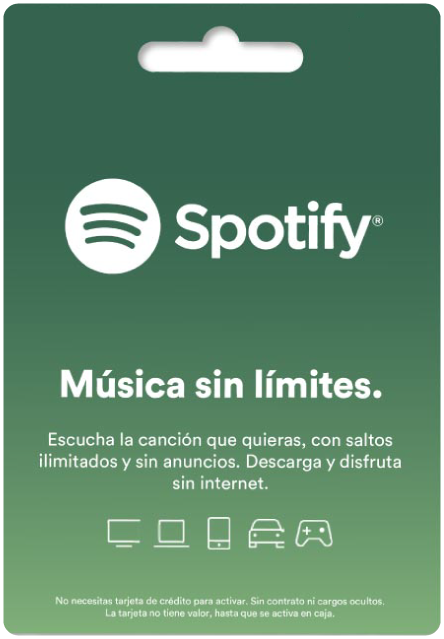 Spotify®
Música sin límites.
Escucha la canción que quieras, con saltos
ilimitados y sin anuncios. Descarga y disfruta
sin internet.
No necesitas tarjeta de crédito para activar. Sin contrato ni cargos ocultos.
La tarjeta no tiene valor, hasta que se activa en caja.